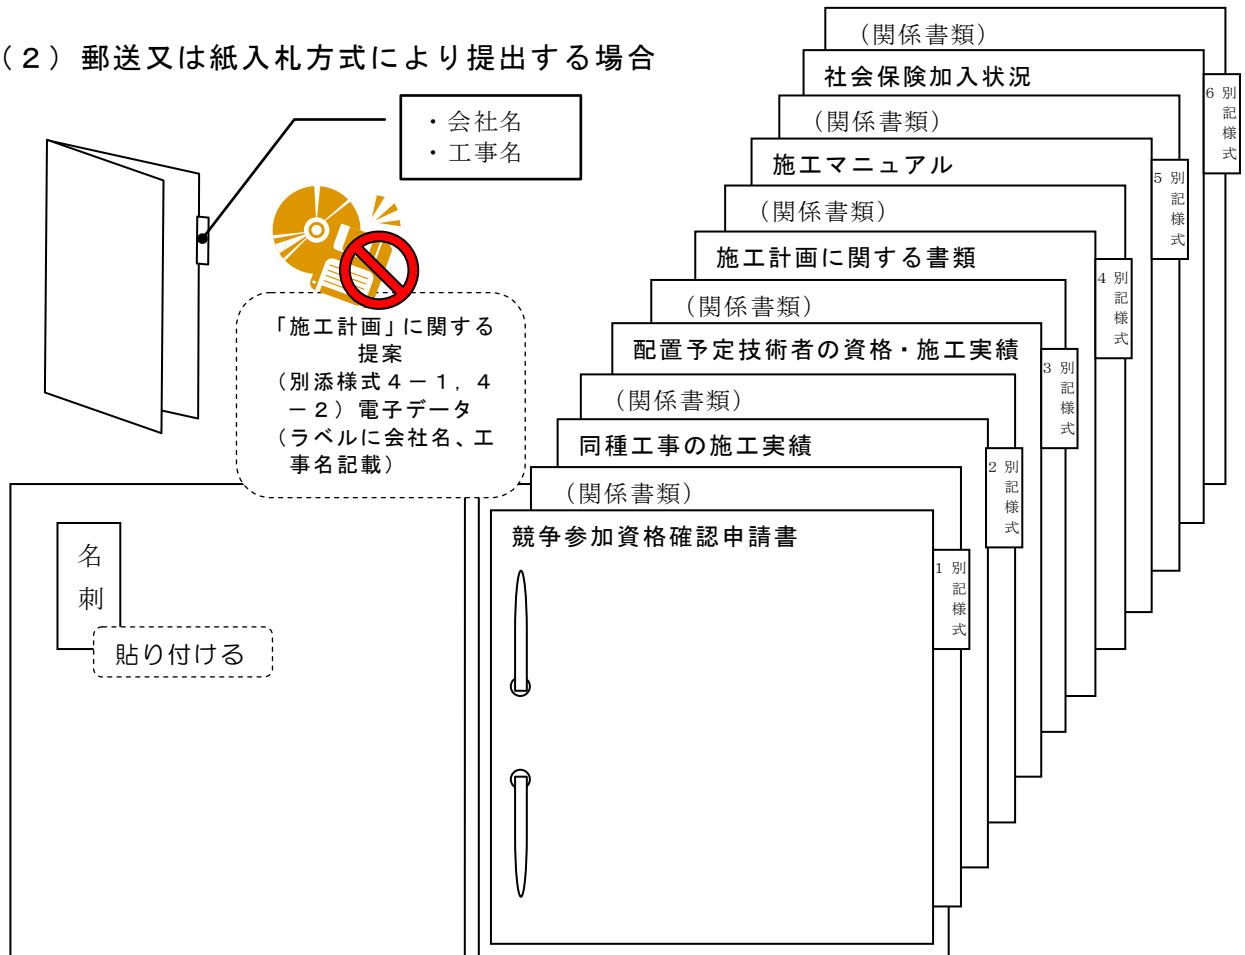 （２）郵送又は紙入札方式により提出する場合
・会社名
・工事名
「施工計画」に関する
提案
（別添様式４－１，４
－２）電子データ
（ラベルに会社名、工
事名記載）
名
刺
貼り付ける
（関係書類）
社会保険加入状況
別記様式6
（関係書類）
施工マニュアル
別記様式5
（関係書類）
施工計画に関する書類
別記様式4
（関係書類）
配置予定技術者の資格・施工実績
別記様式3
（関係書類）
同種工事の施工実績
別記様式2
（関係書類）
競争参加資格確認申請書
別記様式1